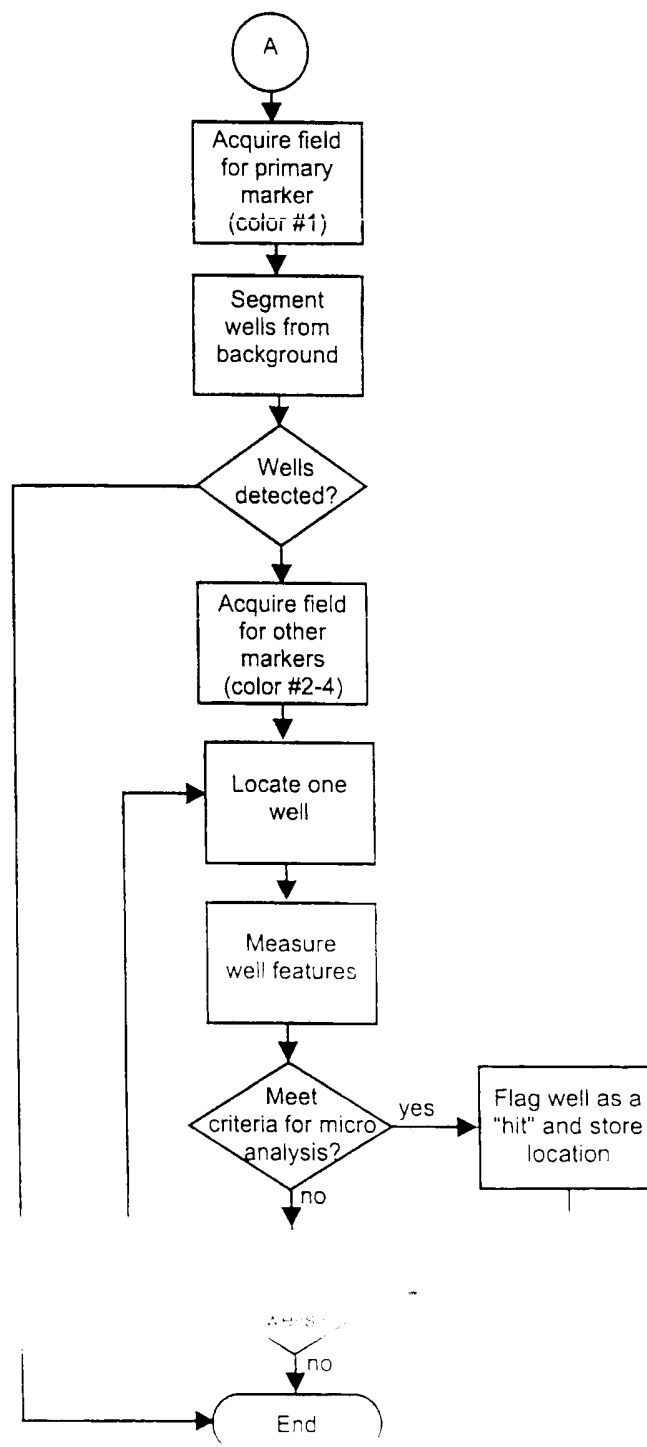 A
Acquire field
for primary
marker
(color #1)
Segment
wells from
background
Wells
detected?
Acquire field
for other
markers
(color #2-4)
Locate one
well
Measure
well features
Meet
criteria for micro
analysis?
yes
Flag well as a
"hit" and store
location
no
no
End